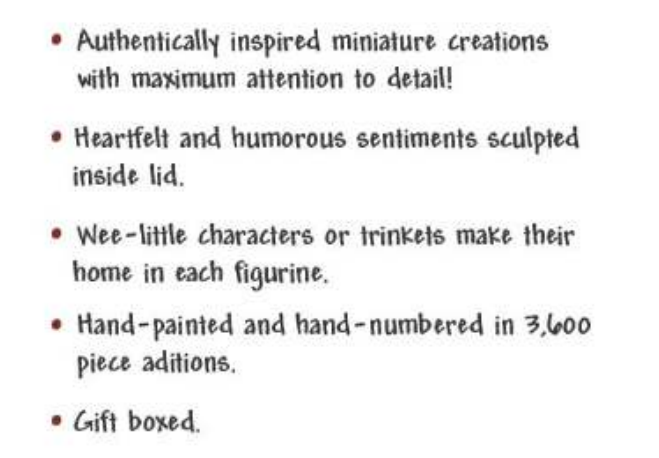 • Authentically inspired miniature creations
with maximum attention to detail!
• Heartfelt and humorous sentiments sculpted
inside lid.
• Wee-little characters or trinkets make their
home in each figurine.
• Hand-painted and hand-numbered in 3,600
piece aditions.
• Gift boxed.